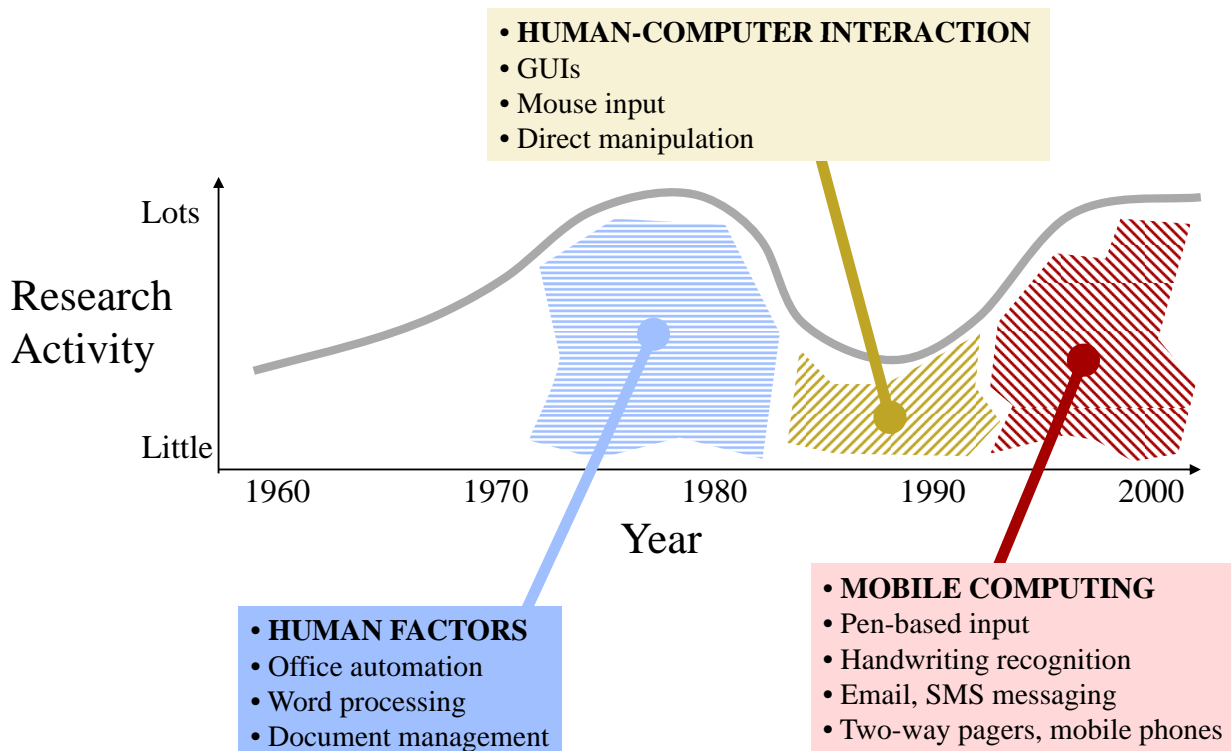 • HUMAN-COMPUTER INTERACTION
• GUIs
• Mouse input
• Direct manipulation
Lots
Research
Activity
Little
1960
1970
1980
1990
2000
Year
• HUMAN FACTORS
• Office automation
• Word processing
• Document management
• MOBILE COMPUTING
• Pen-based input
• Handwriting recognition
• Email, SMS messaging
• Two-way pagers, mobile phones